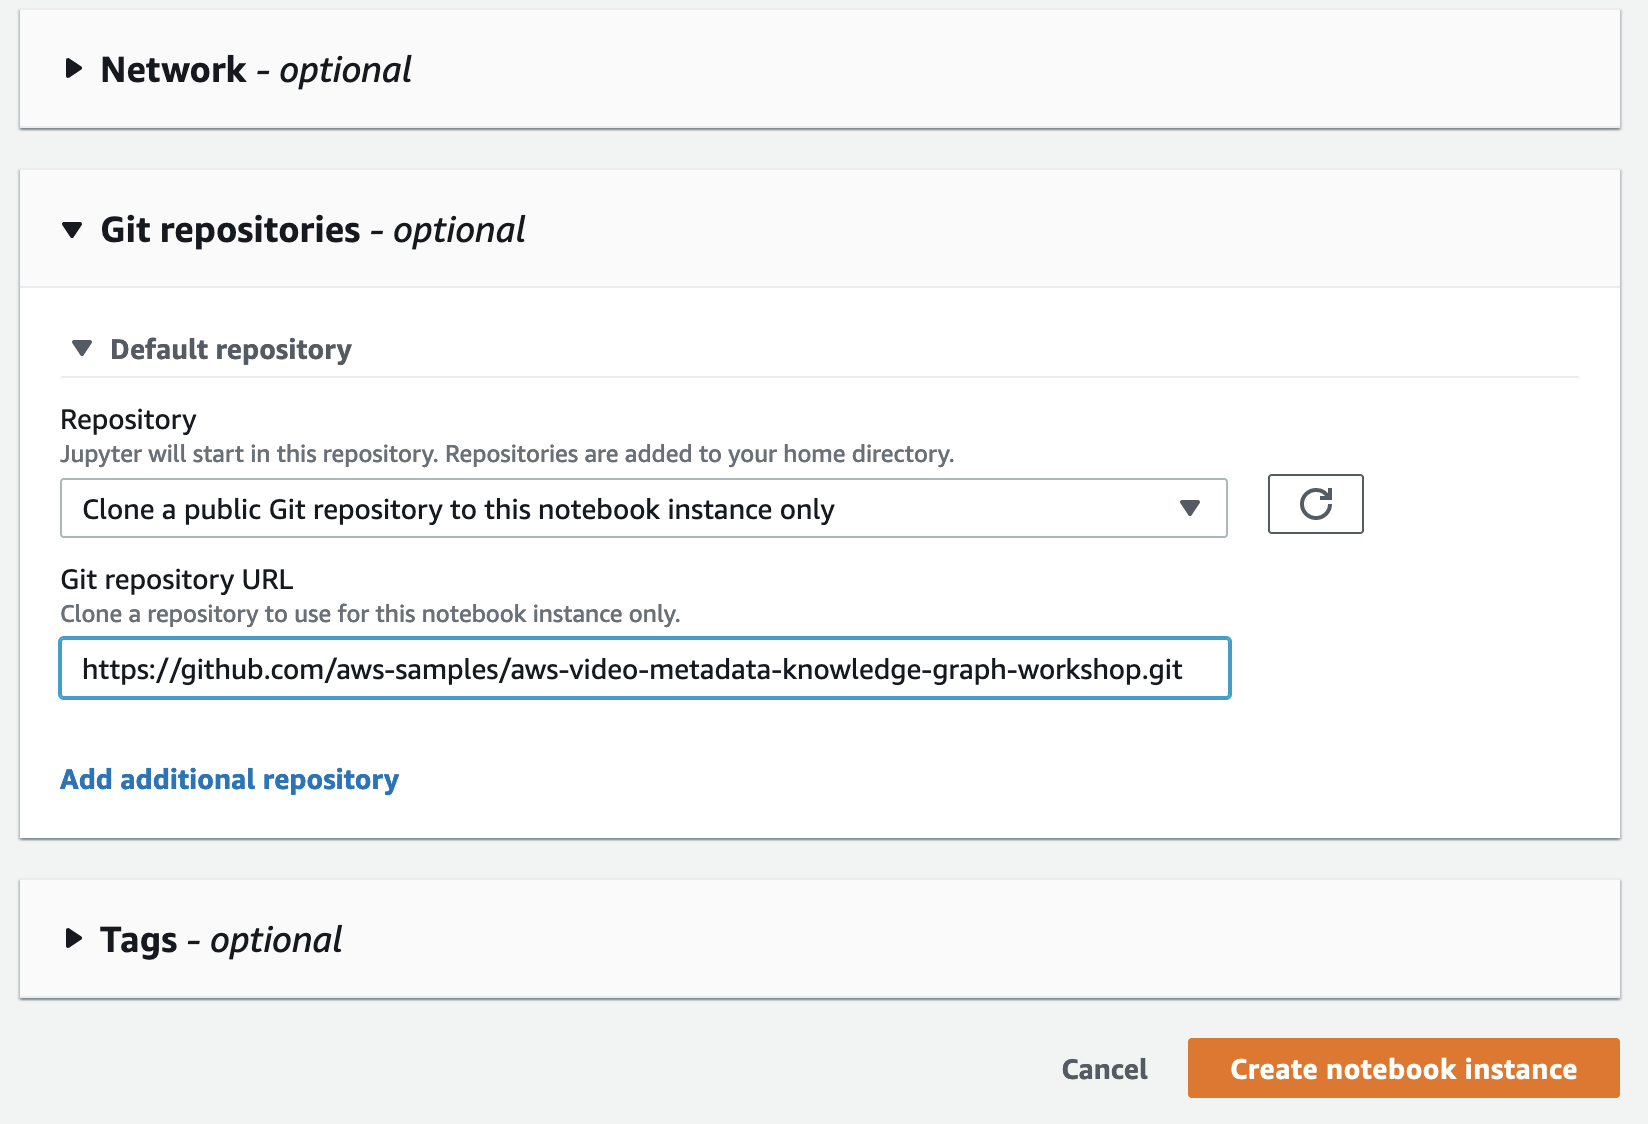 Network - optional
Git repositories - optional
Default repository
Repository
Jupyter will start in this repository. Repositories are added to your home directory.
Clone a public Git repository to this notebook instance only
Git repository URL
Clone a repository to use for this notebook instance only.
https://github.com/aws-samples/aws-video-metadata-knowledge-graph-workshop.git
Add additional repository
Tags - optional
Cancel
Create notebook instance